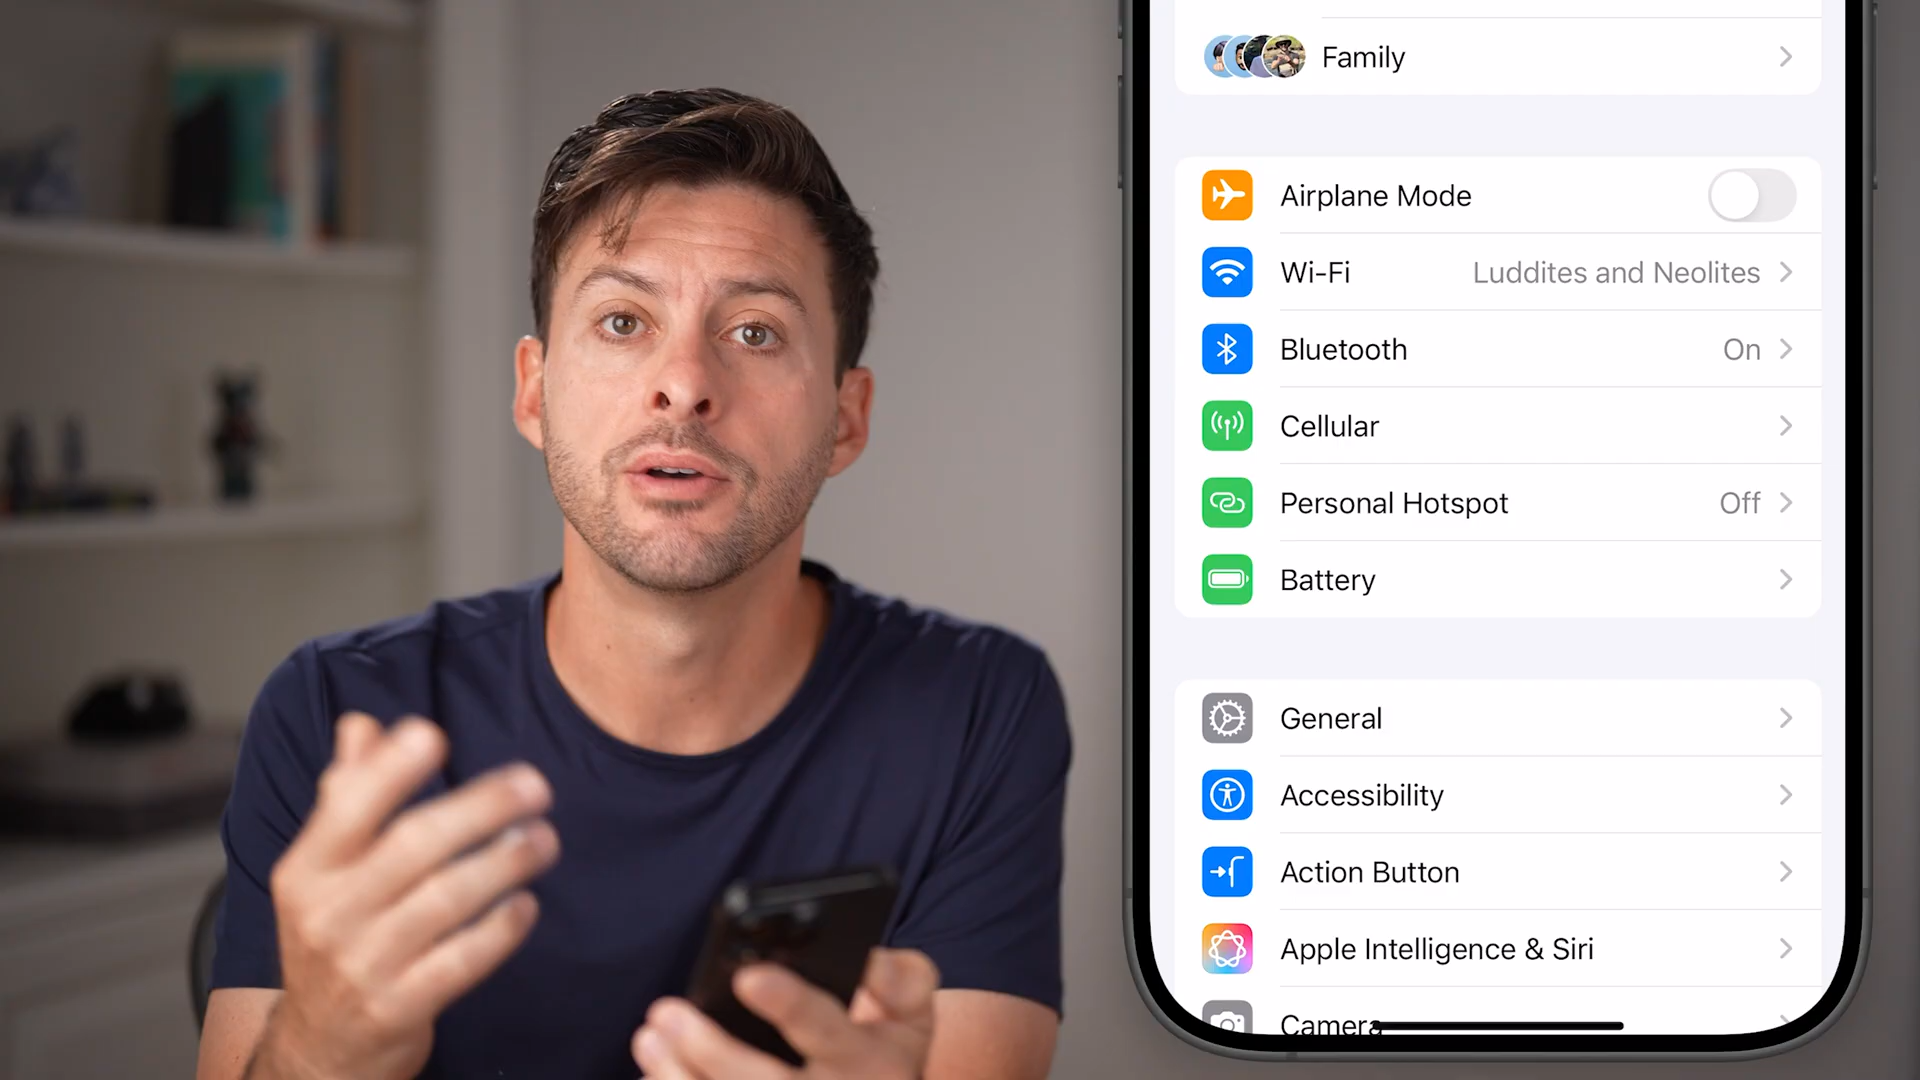 Family
Airplane Mode
Wi-Fi Luddites and Neolites
Bluetooth On
Cellular
Personal Hotspot Off
Battery
General
Accessibility
Action Button
Apple Intelligence & Siri
Camera